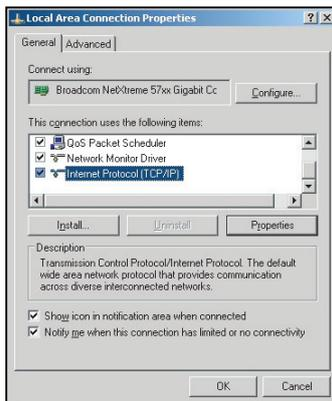 Local Area Connection Properties
General Advanced
Connect using:
Broadcom NetXtreme 57xx Gigabit Cc
Configure...
This connection uses the following items:
QoS Packet Scheduler
Network Monitor Driver
Internet Protocol (TCP/IP)
Install... Uninstall Properties
Description
Transmission Control Protocol/Internet Protocol. The default
wide area network protocol that provides communication
across diverse interconnected networks.
Show icon in notification area when connected
Notify me when this connection has limited or no connectivity
OK Cancel